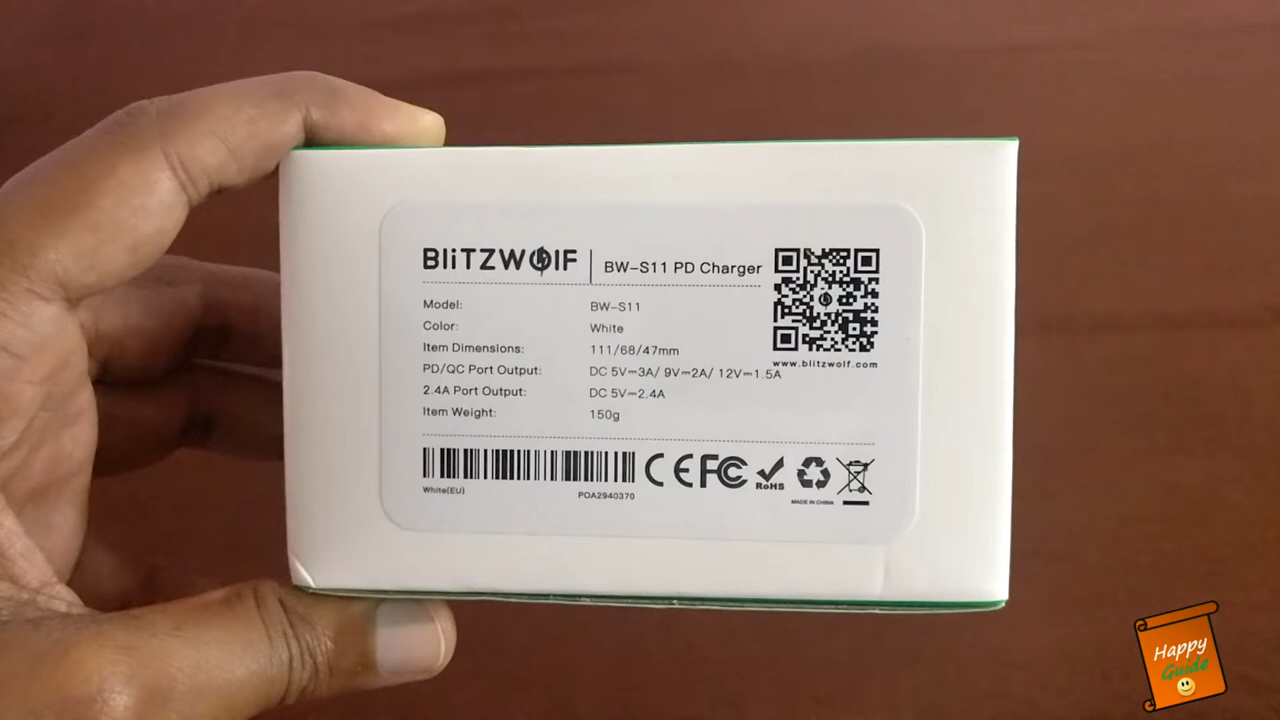 BLiTZWOLF
BW–S11 PD Charger
Model: BW–S11
Color: White
Item Dimensions: 111/68/47mm
PD/QC Port Output: DC 5V⎓3A/ 9V⎓2A/ 12V⎓1.5A
2.4A Port Output: DC 5V⎓2.4A
Item Weight: 150g
www.blitzwolf.com
White(EU)
POA2940370
CE FC RoHS
MADE IN CHINA
Happy
Guide